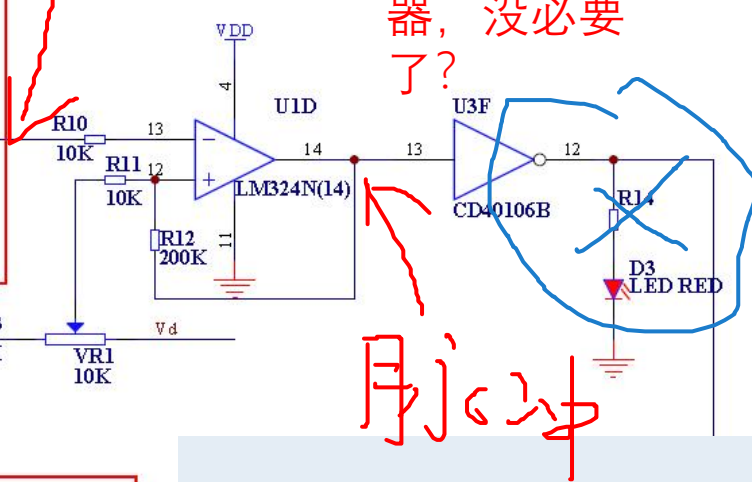 器，没必要
了？
VDD
4
U1D
U3F
R10
13
10K
R11
12
14
13
12
10K
LM324N(14)
CD40106B
R14
R12
200K
11
D3
LED RED
Vd
VR1
10K
脉冲